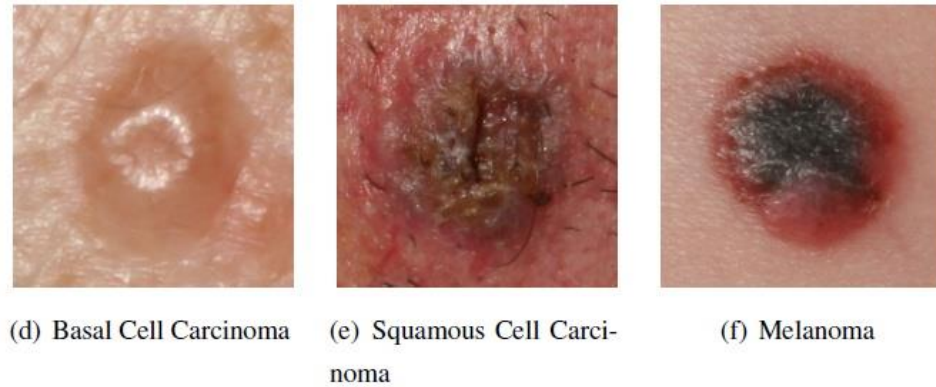 (d) Basal Cell Carcinoma
(e) Squamous Cell Carci-
noma
(f) Melanoma